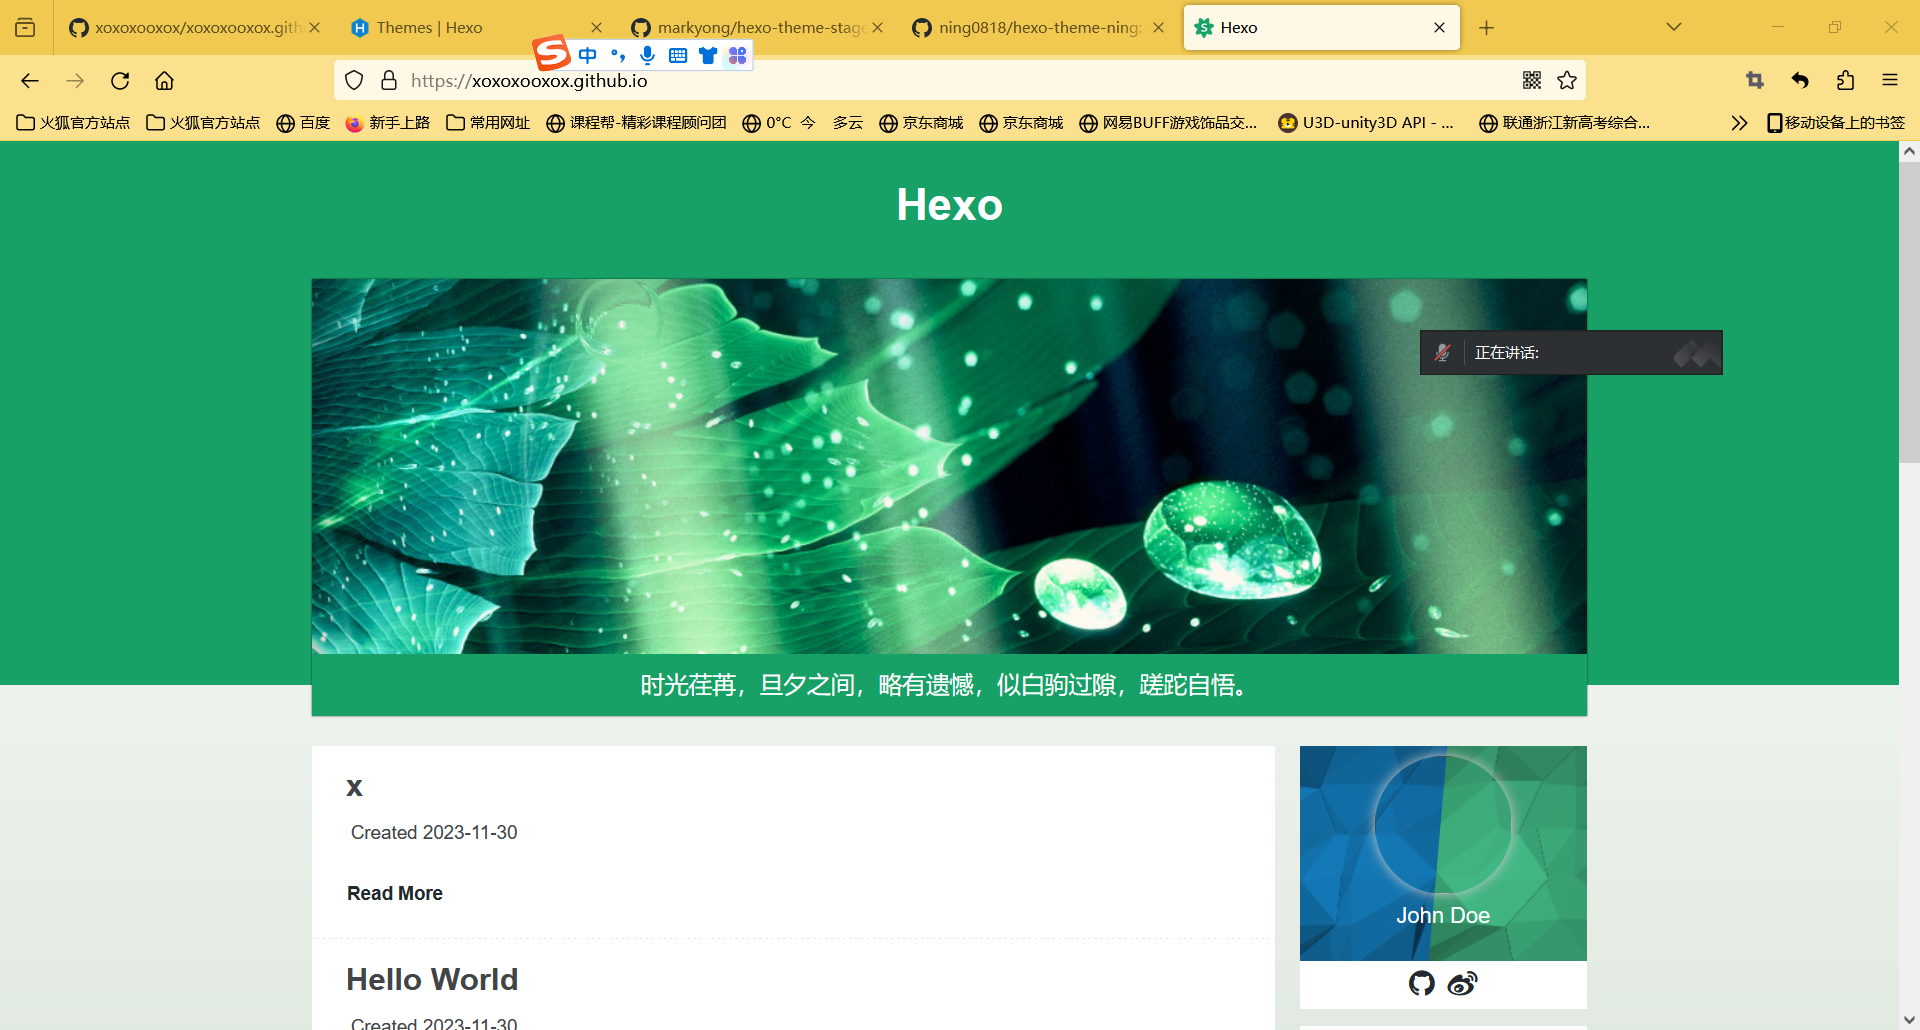 xoxoxooxox/xoxoxooxox.gith
Themes | Hexo
markyong/hexo-theme-stage
ning0818/hexo-theme-ning:
Hexo
中
https://xoxoxooxox.github.io
火狐官方站点
火狐官方站点
百度
新手上路
常用网址
课程帮-精彩课程顾问团
0°C 今 多云
京东商城
京东商城
网易BUFF游戏饰品交...
U3D-unity3D API - ...
联通浙江新高考综合...
移动设备上的书签
Hexo
正在讲话:
时光荏苒，旦夕之间，略有遗憾，似白驹过隙，蹉跎自悟。
x
Created 2023-11-30
Read More
John Doe
Hello World
Created 2023-11-30